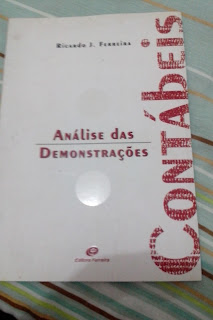 Ricardo J. Ferreira
ANÁLISE DAS
DEMONSTRAÇÕES
CONTÁBEIS
Editora Ferreira